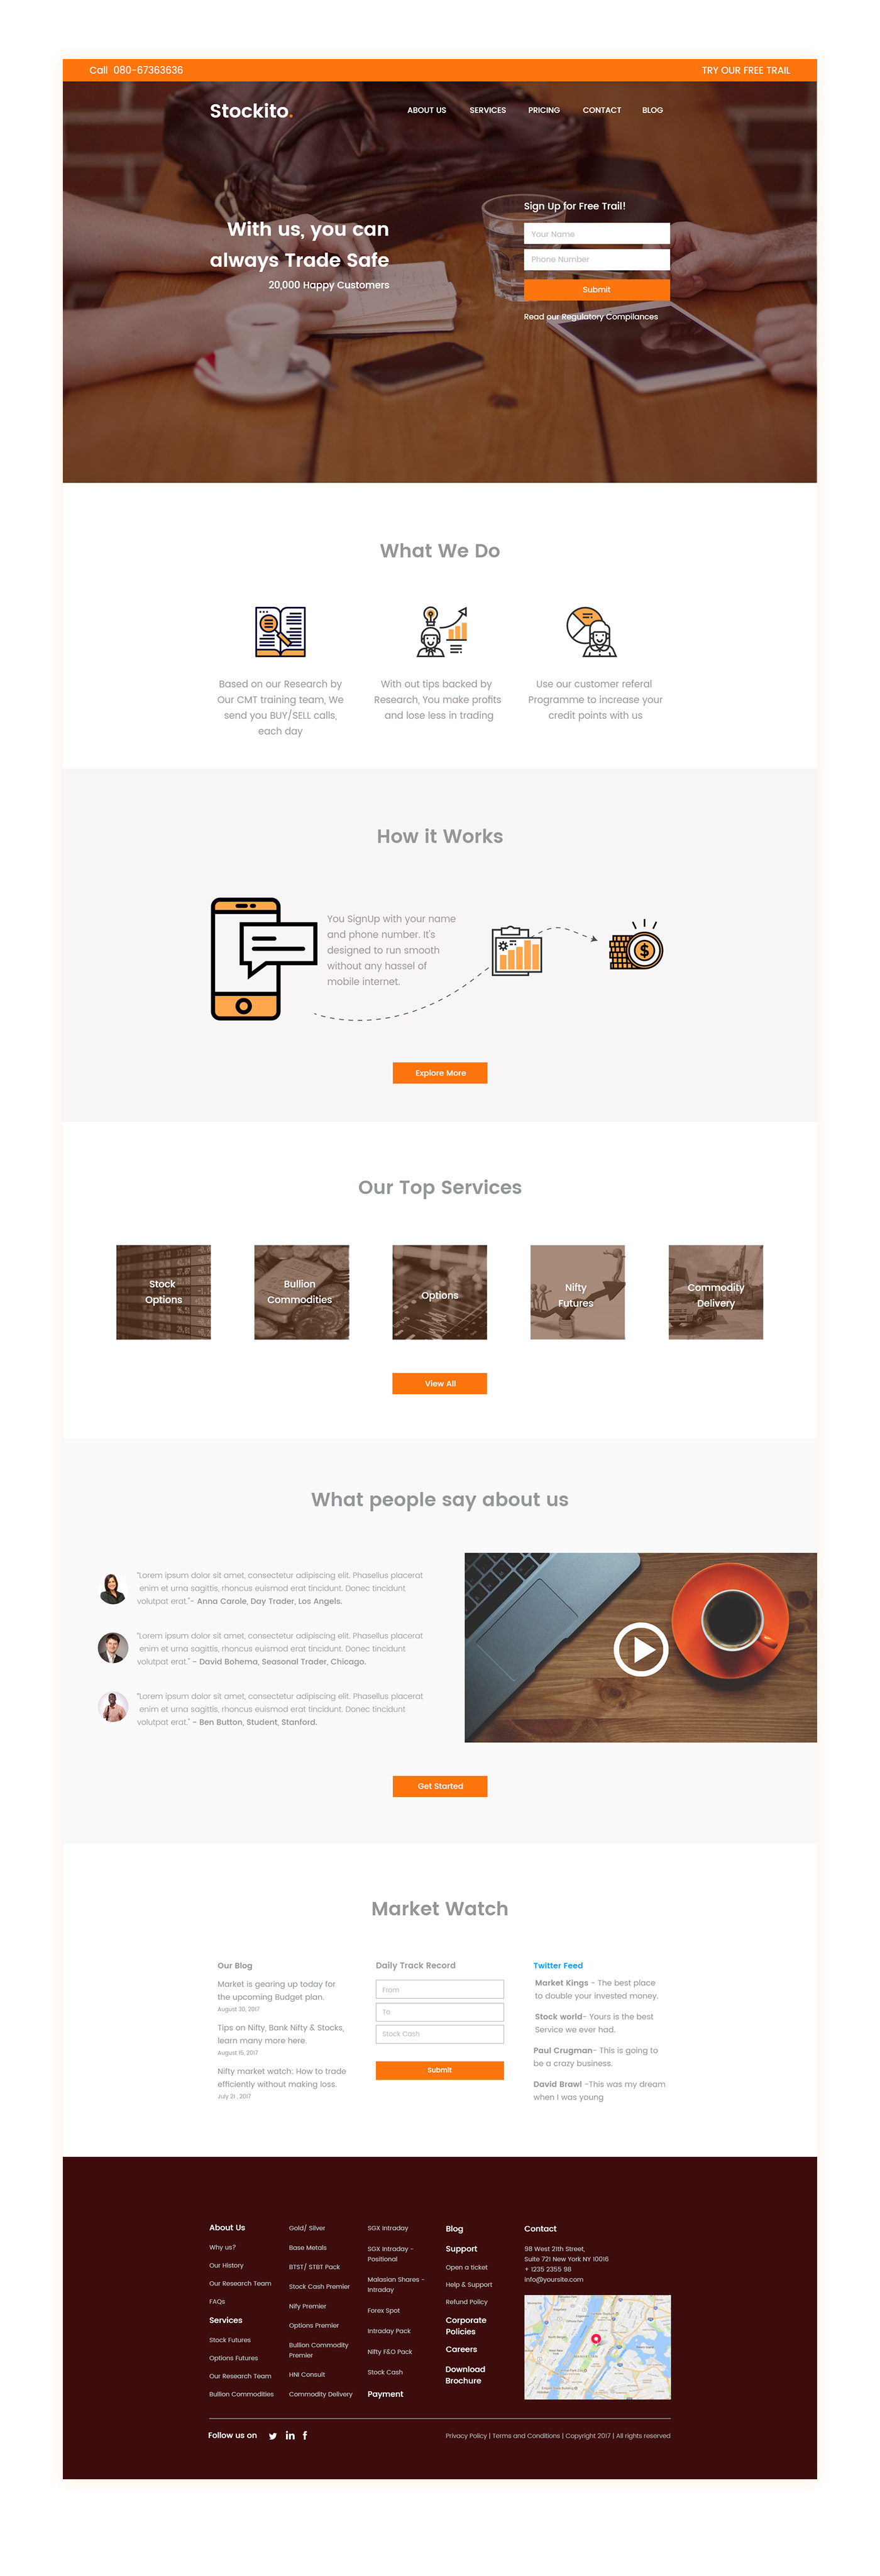 Call 080-67363636
TRY OUR FREE TRAIL
Stockito.
ABOUT US
SERVICES
PRICING
CONTACT
BLOG
With us, you can
always Trade Safe
20,000 Happy Customers
Sign Up for Free Trail!
Your Name
Phone Number
Submit
Read our Regulatory Compilances
What We Do
Based on our Research by
Our CMT training team, We
send you BUY/SELL calls,
each day
With out tips backed by
Research, You make profits
and lose less in trading
Use our customer referal
Programme to increase your
credit points with us
How it Works
You SignUp with your name
and phone number. It's
designed to run smooth
without any hassel of
mobile internet.
Explore More
Our Top Services
Stock
Options
Bullion
Commodities
Options
Nifty
Futures
Commodity
Delivery
View All
What people say about us
"Lorem ipsum dolor sit amet, consectetur adipiscing elit. Phasellus placerat
enim et urna sagittis, rhoncus euismod erat tincidunt. Donec tincidunt
volutpat erat."- Anna Carole, Day Trader, Los Angels.
"Lorem ipsum dolor sit amet, consectetur adipiscing elit. Phasellus placerat
enim et urna sagittis, rhoncus euismod erat tincidunt. Donec tincidunt
volutpat erat." - David Bohema, Seasonal Trader, Chicago.
"Lorem ipsum dolor sit amet, consectetur adipiscing elit. Phasellus placerat
enim et urna sagittis, rhoncus euismod erat tincidunt. Donec tincidunt
volutpat erat." - Ben Button, Student, Stanford.
Get Started
Market Watch
Our Blog
Market is gearing up today for
the upcoming Budget plan.
August 30, 2017
Tips on Nifty, Bank Nifty & Stocks,
learn many more here.
August 15, 2017
Nifty market watch: How to trade
efficiently without making loss.
July 21 , 2017
Daily Track Record
From
To
Stock Cash
Submit
Twitter Feed
Market Kings - The best place
to double your invested money.
Stock world- Yours is the best
Service we ever had.
Paul Crugman- This is going to
be a crazy business.
David Brawl -This was my dream
when I was young
About Us
Why us?
Our History
Our Research Team
FAQs
Services
Stock Futures
Options Futures
Our Research Team
Bullion Commodities
Gold/ Silver
Base Metals
BTST/ STBT Pack
Stock Cash Premier
Nify Premier
Options Premier
Bullion Commodity
Premier
HNI Consult
Commodity Delivery
SGX Intraday
SGX Intraday -
Positional
Malasian Shares -
Intraday
Forex Spot
Intraday Pack
Nifty F&O Pack
Stock Cash
Payment
Blog
Support
Open a ticket
Help & Support
Refund Policy
Corporate
Policies
Careers
Download
Brochure
Contact
98 West 21th Street,
Suite 721 New York NY 10016
+ 1235 2355 98
info@yoursite.com
Follow us on
Privacy Policy | Terms and Conditions | Copyright 2017 | All rights reserved